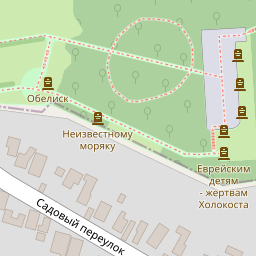 Обелиск
Неизвестному
моряку
Еврейским
детям
- жертвам
Холокоста
Садовый переулок